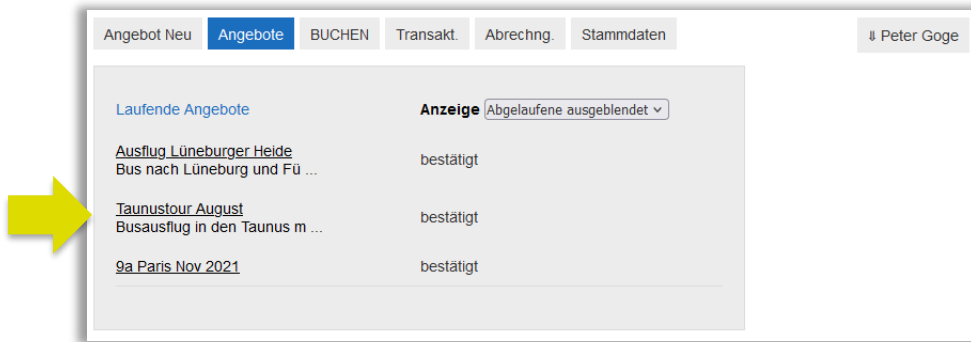 Angebot Neu Angebote BUCHEN Transakt. Abrechng. Stammdaten ⇓ Peter Goge
Laufende Angebote Anzeige Abgelaufene ausgeblendet
Ausflug Lüneburger Heide bestätigt
Bus nach Lüneburg und Fü ...
Taunustour August bestätigt
Busausflug in den Taunus m ...
9a Paris Nov 2021 bestätigt